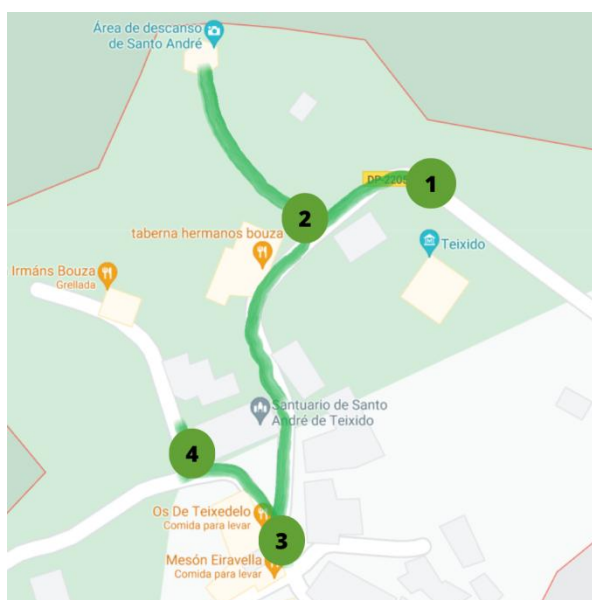 Área de descanso
de Santo André
DP-2205
1
2
taberna hermanos bouza
Teixido
Irmáns Bouza
Grellada
Santuario de Santo
André de Teixido
4
Os De Teixedelo
Comida para levar
3
Mesón Eiravella
Comida para levar